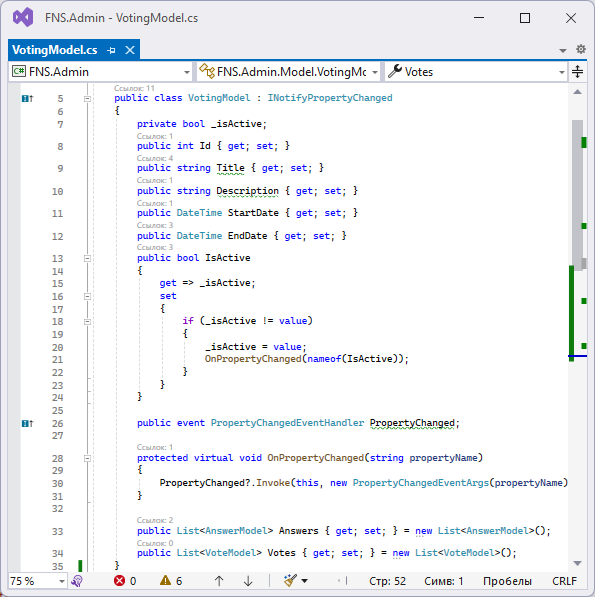 FNS.Admin - VotingModel.cs
VotingModel.cs
C# FNS.Admin
FNS.Admin.Model.VotingMc
Votes
Ссылок: 11
5 public class VotingModel : INotifyPropertyChanged
6 {
7 private bool _isActive;
Ссылок: 1
8 public int Id { get; set; }
Ссылок: 4
9 public string Title { get; set; }
Ссылок: 1
10 public string Description { get; set; }
Ссылок: 1
11 public DateTime StartDate { get; set; }
Ссылок: 3
12 public DateTime EndDate { get; set; }
Ссылок: 3
13 public bool IsActive
14 {
15 get => _isActive;
16 set
17 {
18 if (_isActive != value)
19 {
20 _isActive = value;
21 OnPropertyChanged(nameof(IsActive));
22 }
23 }
24 }
25
26 public event PropertyChangedEventHandler PropertyChanged;
27
Ссылок: 1
28 protected virtual void OnPropertyChanged(string propertyName)
29 {
30 PropertyChanged?.Invoke(this, new PropertyChangedEventArgs(propertyName)
31 }
32
Ссылок: 2
33 public List<AnswerModel> Answers { get; set; } = new List<AnswerModel>();
Ссылок: 0
34 public List<VoteModel> Votes { get; set; } = new List<VoteModel>();
35 }
75 %
0
6
Стр: 52
Симв: 1
Пробелы
CRLF